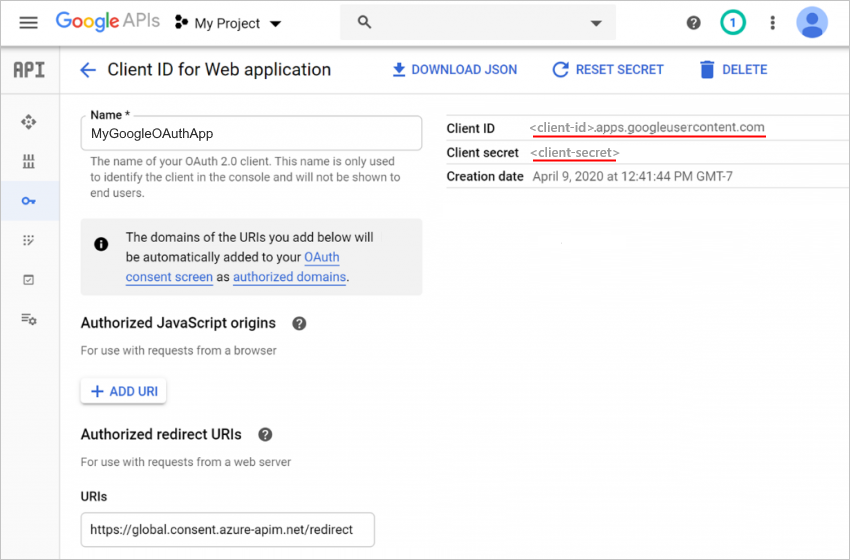 Google APIs My Project 1
API Client ID for Web application DOWNLOAD JSON RESET SECRET DELETE
Name *
MyGoogleOAuthApp
The name of your OAuth 2.0 client. This name is only used
to identify the client in the console and will not be shown to
end users.
Client ID <client-id>.apps.googleusercontent.com
Client secret <client-secret>
Creation date April 9, 2020 at 12:41:44 PM GMT-7
The domains of the URIs you add below will
be automatically added to your OAuth
consent screen as authorized domains.
Authorized JavaScript origins
For use with requests from a browser
ADD URI
Authorized redirect URIs
For use with requests from a web server
URIs
https://global.consent.azure-apim.net/redirect